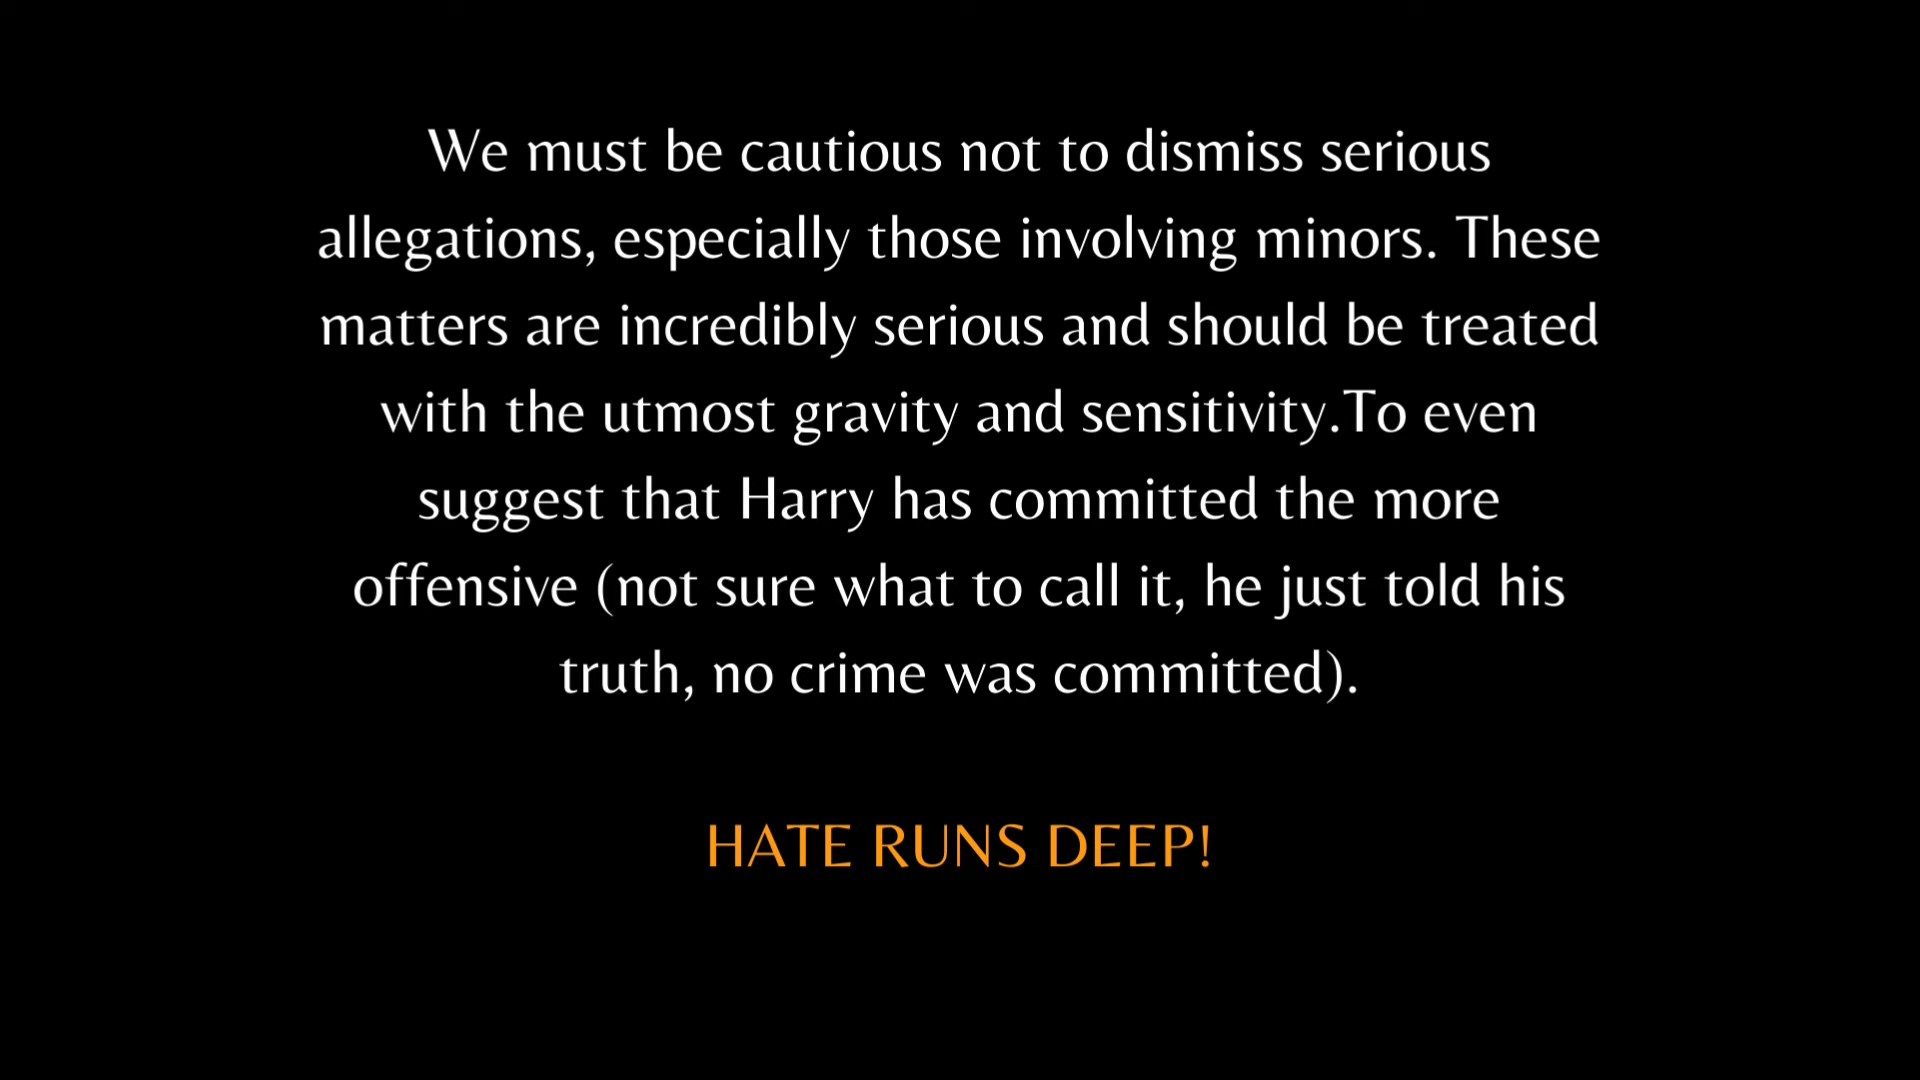 We must be cautious not to dismiss serious
allegations, especially those involving minors. These
matters are incredibly serious and should be treated
with the utmost gravity and sensitivity.To even
suggest that Harry has committed the more
offensive (not sure what to call it, he just told his
truth, no crime was committed).
HATE RUNS DEEP!